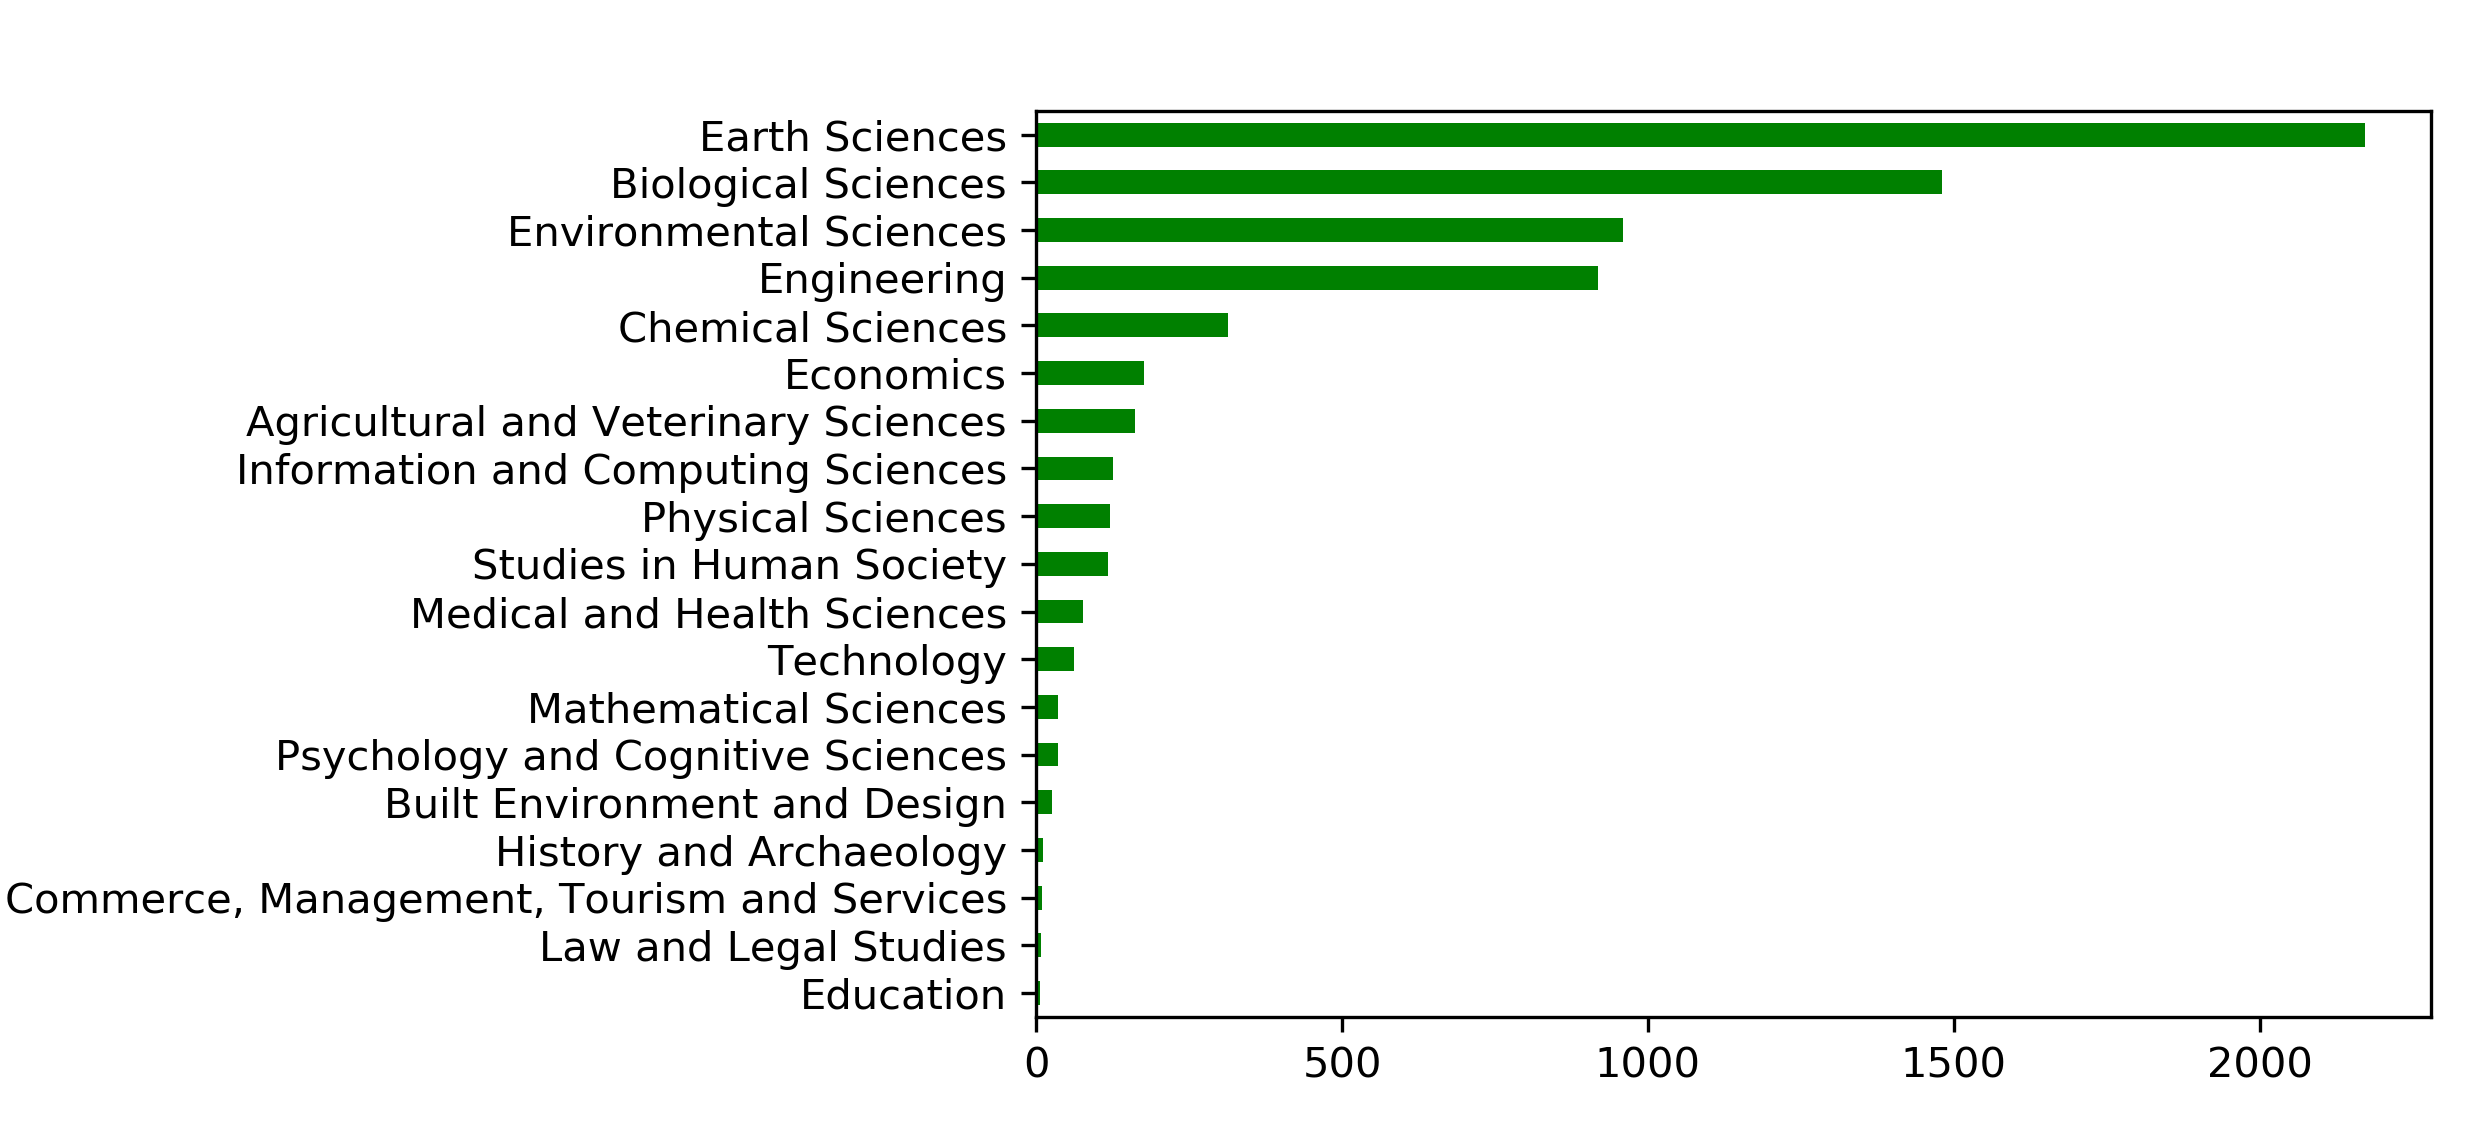 Earth Sciences
Biological Sciences
Environmental Sciences
Engineering
Chemical Sciences
Economics
Agricultural and Veterinary Sciences
Information and Computing Sciences
Physical Sciences
Studies in Human Society
Medical and Health Sciences
Technology
Mathematical Sciences
Psychology and Cognitive Sciences
Built Environment and Design
History and Archaeology
Commerce, Management, Tourism and Services
Law and Legal Studies
Education
0 500 1000 1500 2000